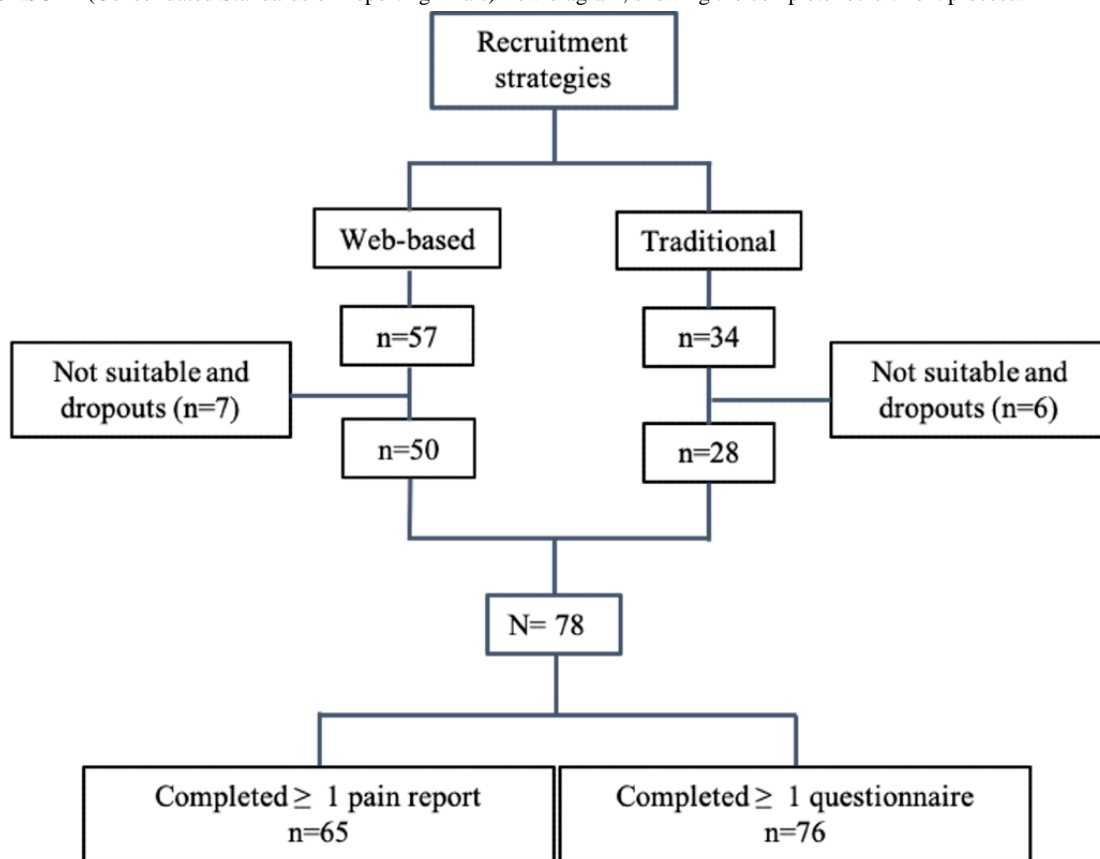 Recruitment
strategies
Web-based
Traditional
n=57
n=34
Not suitable and
dropouts (n=7)
Not suitable and
dropouts (n=6)
n=50
n=28
N= 78
Completed ≥ 1 pain report
n=65
Completed ≥ 1 questionnaire
n=76